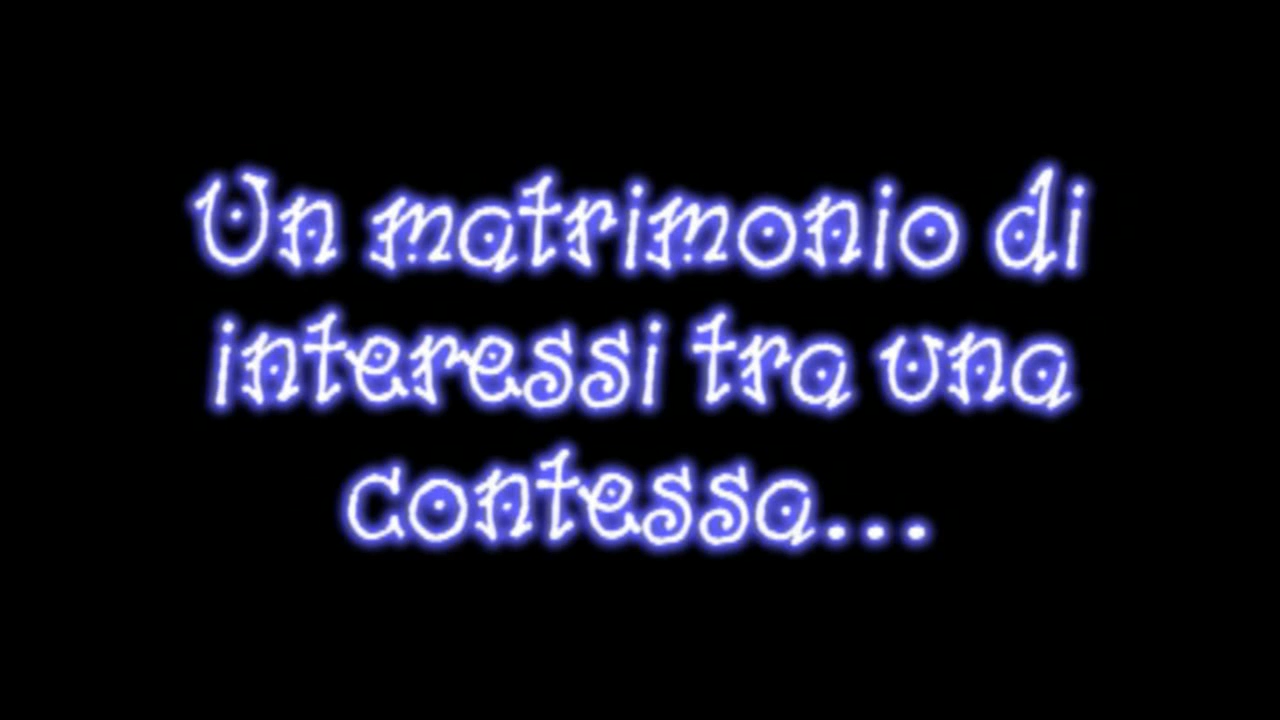 Un matrimonio di
interessi tra una
contessa...